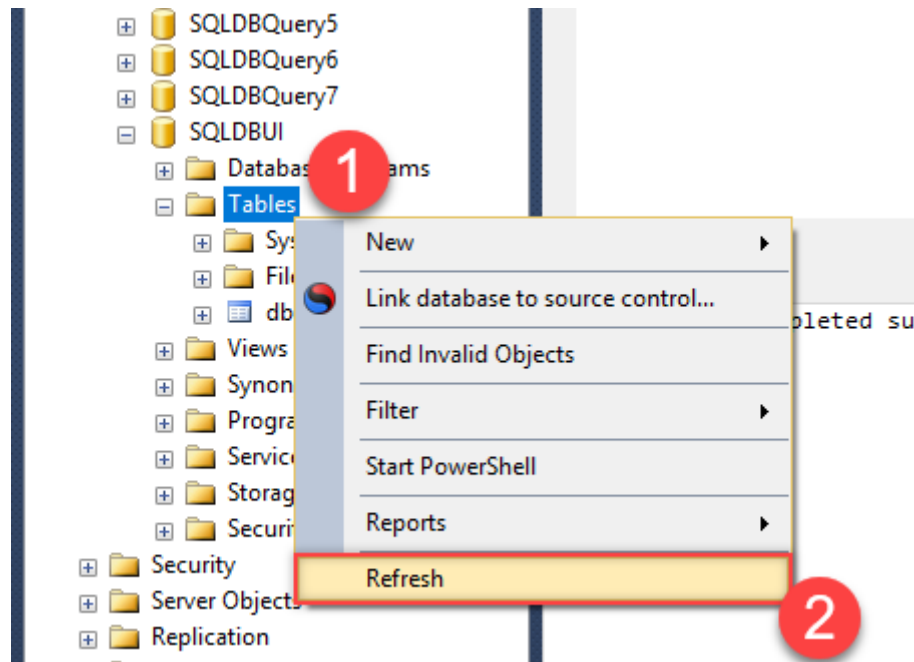 SQLDBQuery5
SQLDBQuery6
SQLDBQuery7
SQLDBUI
1
Tables
New
Link database to source control...
Find Invalid Objects
Views
Filter
Start PowerShell
Reports
Security
Refresh
Server Objects
2
Replication